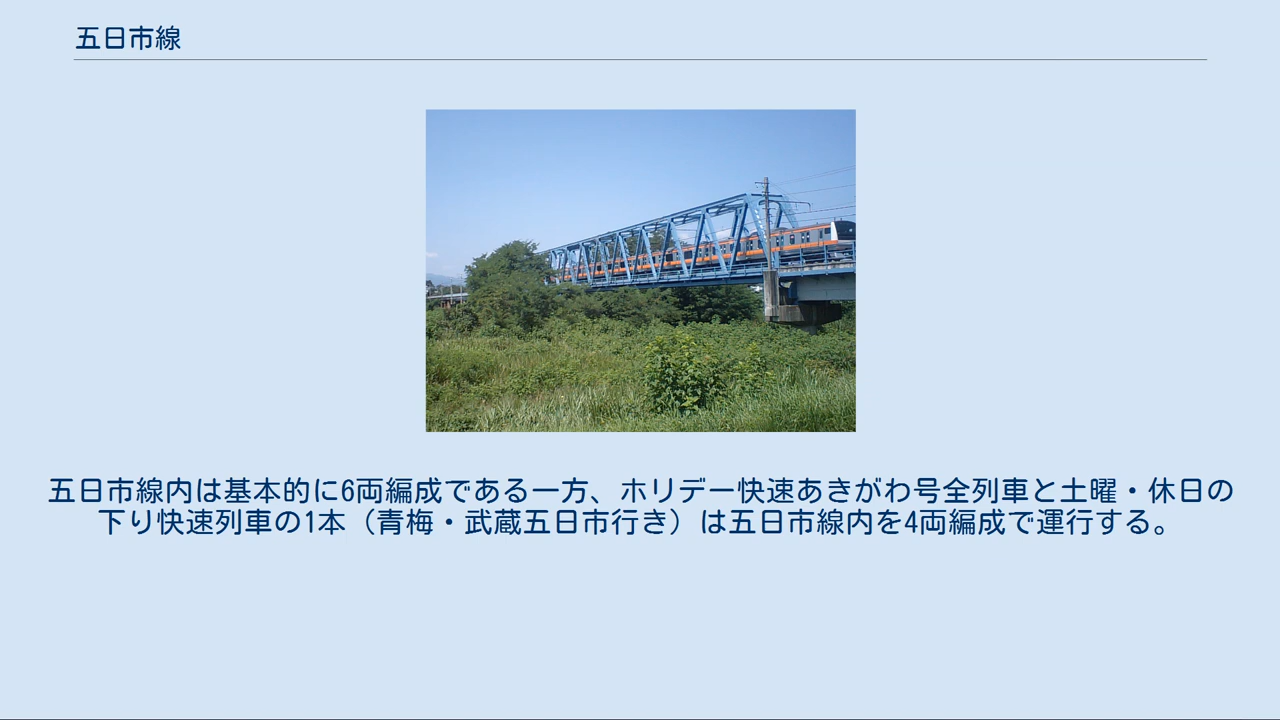 五日市線
五日市線内は基本的に6両編成である一方、ホリデー快速あきがわ号全列車と土曜・休日の
下り快速列車の1本（青梅・武蔵五日市行き）は五日市線内を4両編成で運行する。